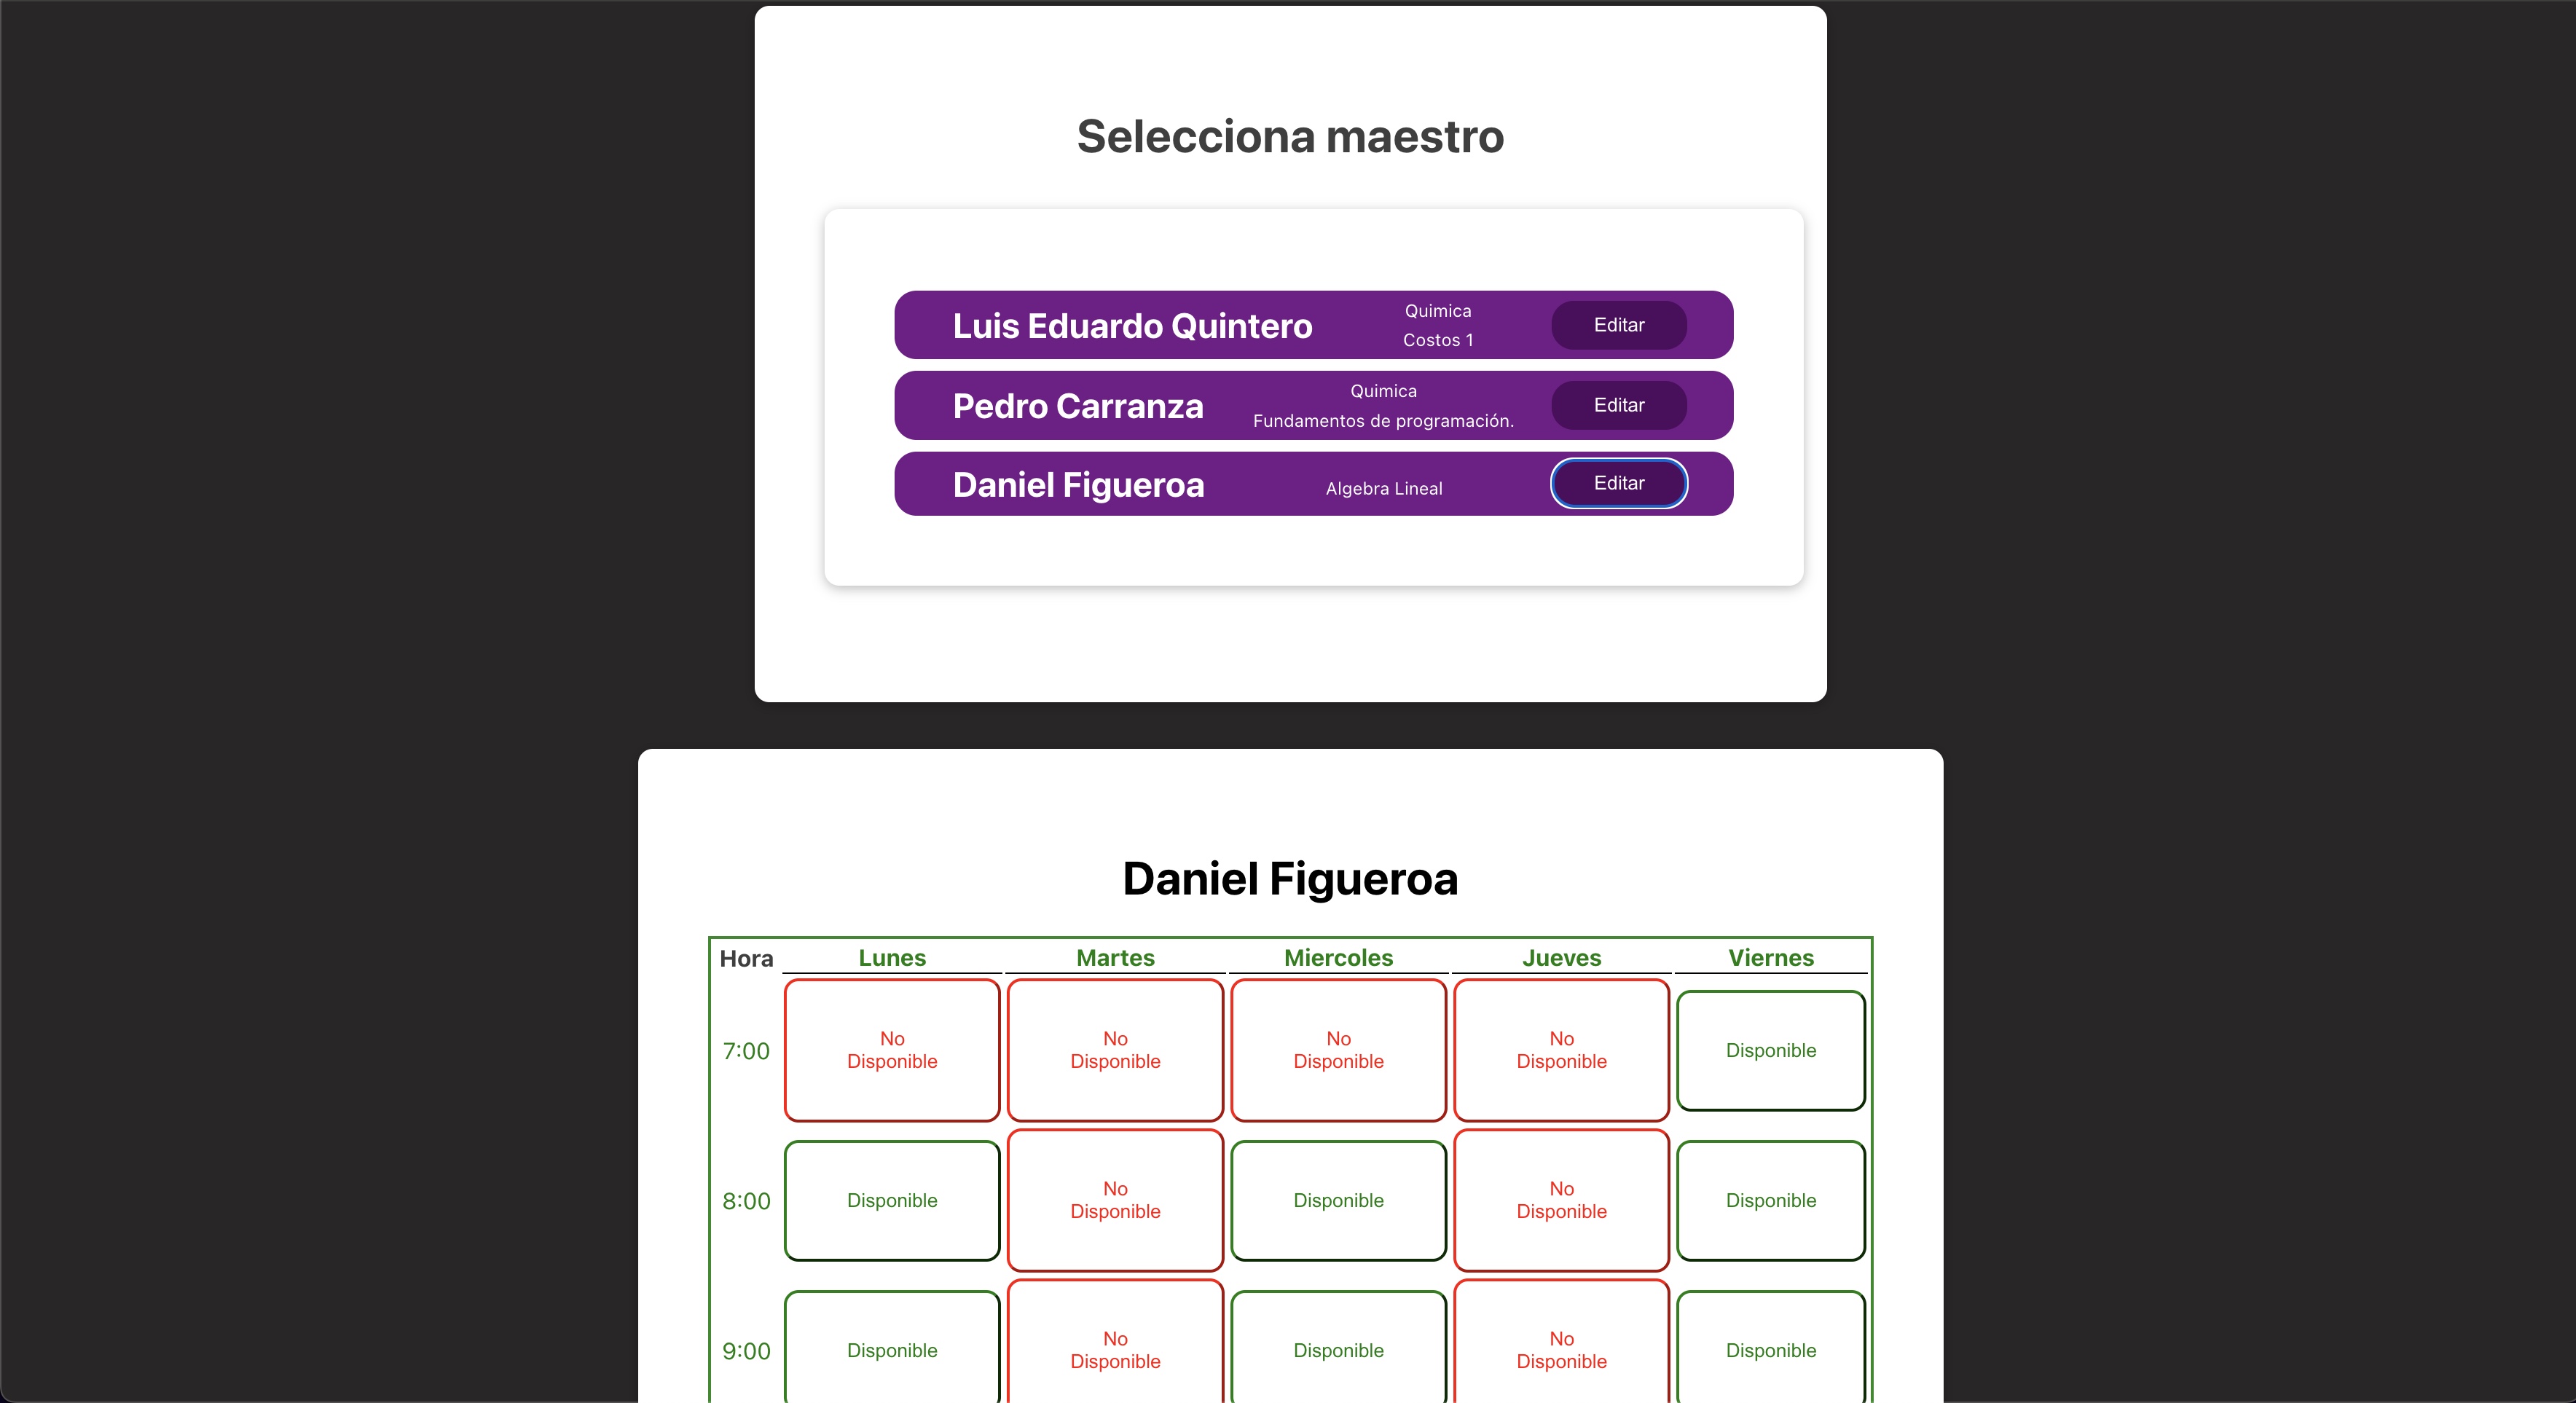 Selecciona maestro
Luis Eduardo Quintero
Quimica
Costos 1
Editar
Pedro Carranza
Quimica
Fundamentos de programación.
Editar
Daniel Figueroa
Algebra Lineal
Editar
Daniel Figueroa
Hora Lunes Martes Miercoles Jueves Viernes
7:00
No
Disponible
No
Disponible
No
Disponible
No
Disponible
Disponible
8:00
Disponible
No
Disponible
Disponible
No
Disponible
Disponible
9:00
Disponible
No
Disponible
Disponible
No
Disponible
Disponible